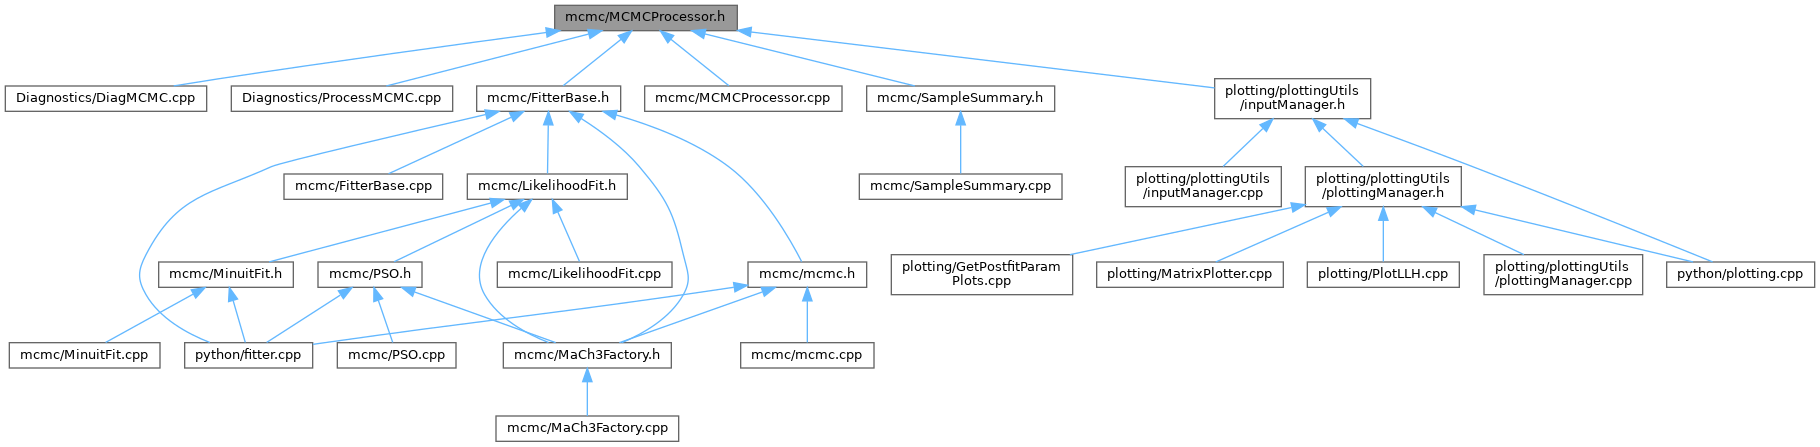 mcmc/MCMCProcessor.h
Diagnostics/DiagMCMC.cpp
Diagnostics/ProcessMCMC.cpp
mcmc/FitterBase.h
mcmc/MCMCProcessor.cpp
mcmc/SampleSummary.h
plotting/plottingUtils
/inputManager.h
mcmc/FitterBase.cpp
mcmc/LikelihoodFit.h
mcmc/SampleSummary.cpp
plotting/plottingUtils
/inputManager.cpp
plotting/plottingUtils
/plottingManager.h
mcmc/MinuitFit.h
mcmc/PSO.h
mcmc/LikelihoodFit.cpp
mcmc/mcmc.h
plotting/GetPostfitParam
Plots.cpp
plotting/MatrixPlotter.cpp
plotting/PlotLLH.cpp
plotting/plottingUtils
/plottingManager.cpp
python/plotting.cpp
mcmc/MinuitFit.cpp
python/fitter.cpp
mcmc/PSO.cpp
mcmc/MaCh3Factory.h
mcmc/mcmc.cpp
mcmc/MaCh3Factory.cpp